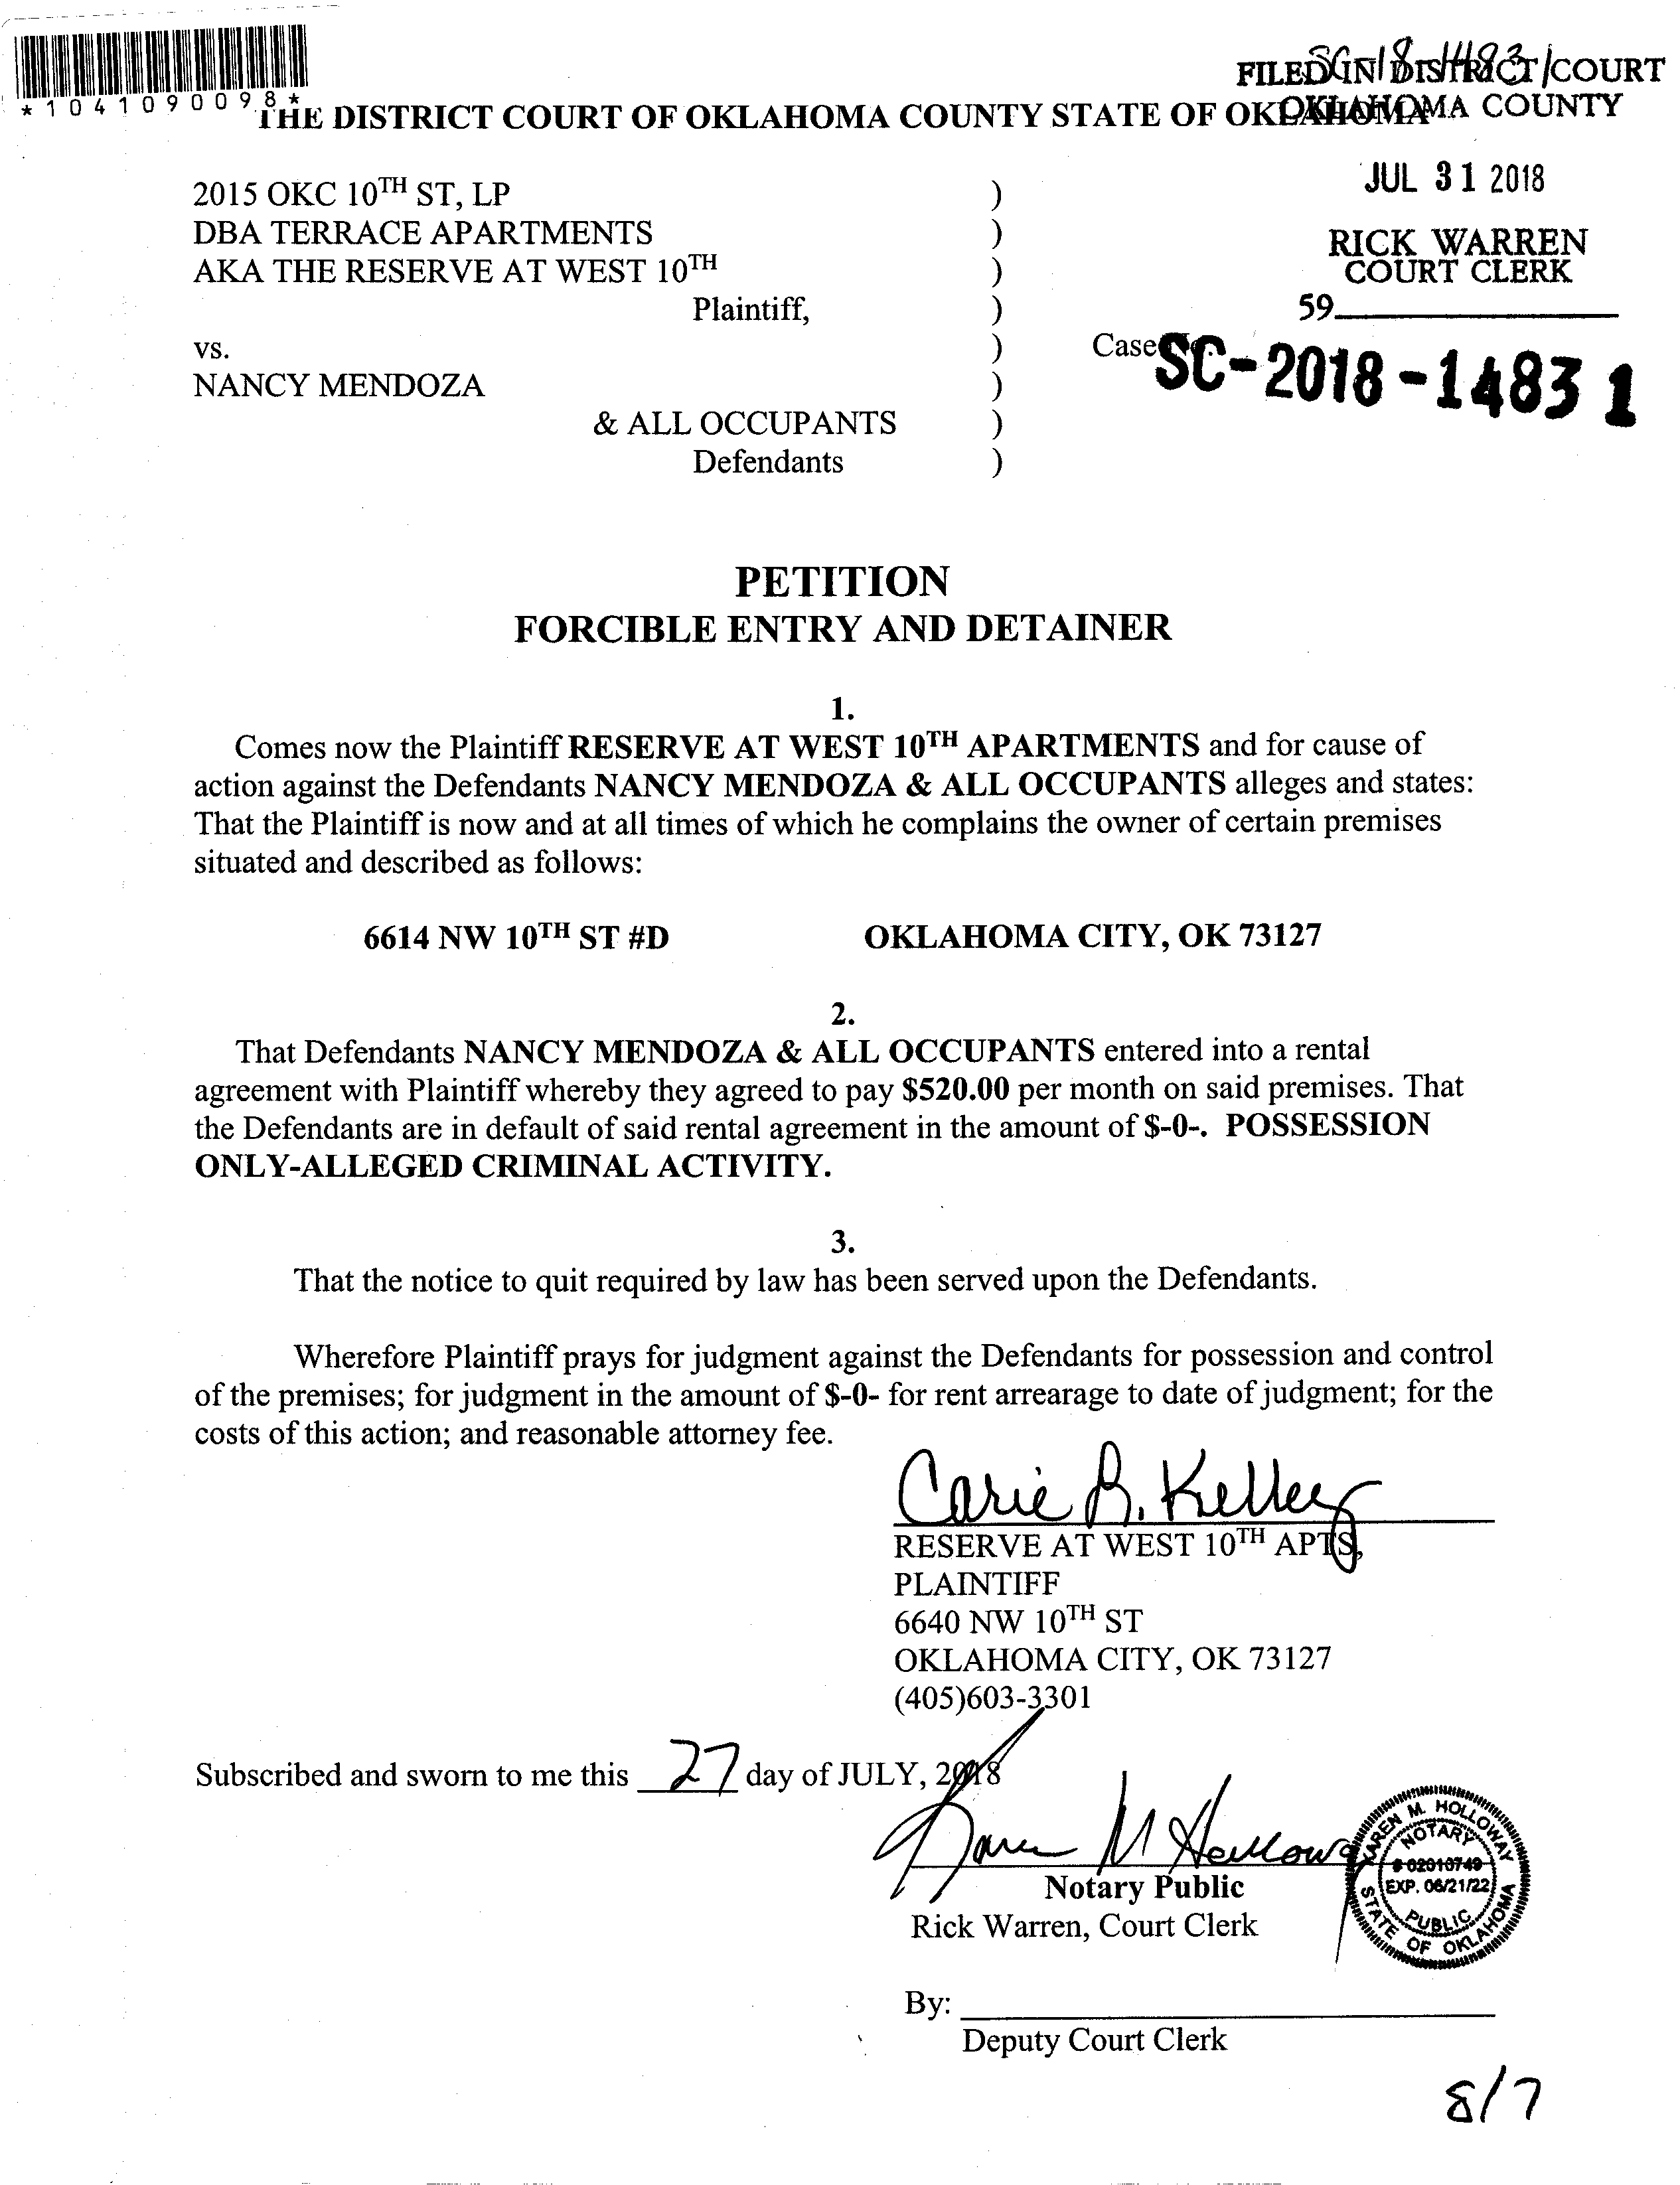 *1041090098*
SC-18-14831
FILED IN DISTRICT COURT
OKLAHOMA COUNTY
THE DISTRICT COURT OF OKLAHOMA COUNTY STATE OF OKLAHOMA
JUL 31 2018
RICK WARREN
COURT CLERK
59
2015 OKC 10TH ST, LP )
DBA TERRACE APARTMENTS )
AKA THE RESERVE AT WEST 10TH )
Plaintiff, )
vs. ) Case No.
SC-2018-14831
NANCY MENDOZA )
& ALL OCCUPANTS )
Defendants )
PETITION
FORCIBLE ENTRY AND DETAINER
1.
Comes now the Plaintiff RESERVE AT WEST 10TH APARTMENTS and for cause of
action against the Defendants NANCY MENDOZA & ALL OCCUPANTS alleges and states:
That the Plaintiff is now and at all times of which he complains the owner of certain premises
situated and described as follows:
6614 NW 10TH ST #D OKLAHOMA CITY, OK 73127
2.
That Defendants NANCY MENDOZA & ALL OCCUPANTS entered into a rental
agreement with Plaintiff whereby they agreed to pay $520.00 per month on said premises. That
the Defendants are in default of said rental agreement in the amount of $-0-. POSSESSION
ONLY-ALLEGED CRIMINAL ACTIVITY.
3.
That the notice to quit required by law has been served upon the Defendants.
Wherefore Plaintiff prays for judgment against the Defendants for possession and control
of the premises; for judgment in the amount of $-0- for rent arrearage to date of judgment; for the
costs of this action; and reasonable attorney fee.
Carie B. Kelley
RESERVE AT WEST 10TH APTS,
PLAINTIFF
6640 NW 10TH ST
OKLAHOMA CITY, OK 73127
(405)603-3301
Subscribed and sworn to me this 27 day of JULY, 2018
Karen M Holloway
Notary Public
KAREN M. HOLLOWAY
NOTARY
# 02010749
EXP. 06/21/22
PUBLIC
STATE OF OKLAHOMA
Rick Warren, Court Clerk
By:
Deputy Court Clerk
8/7